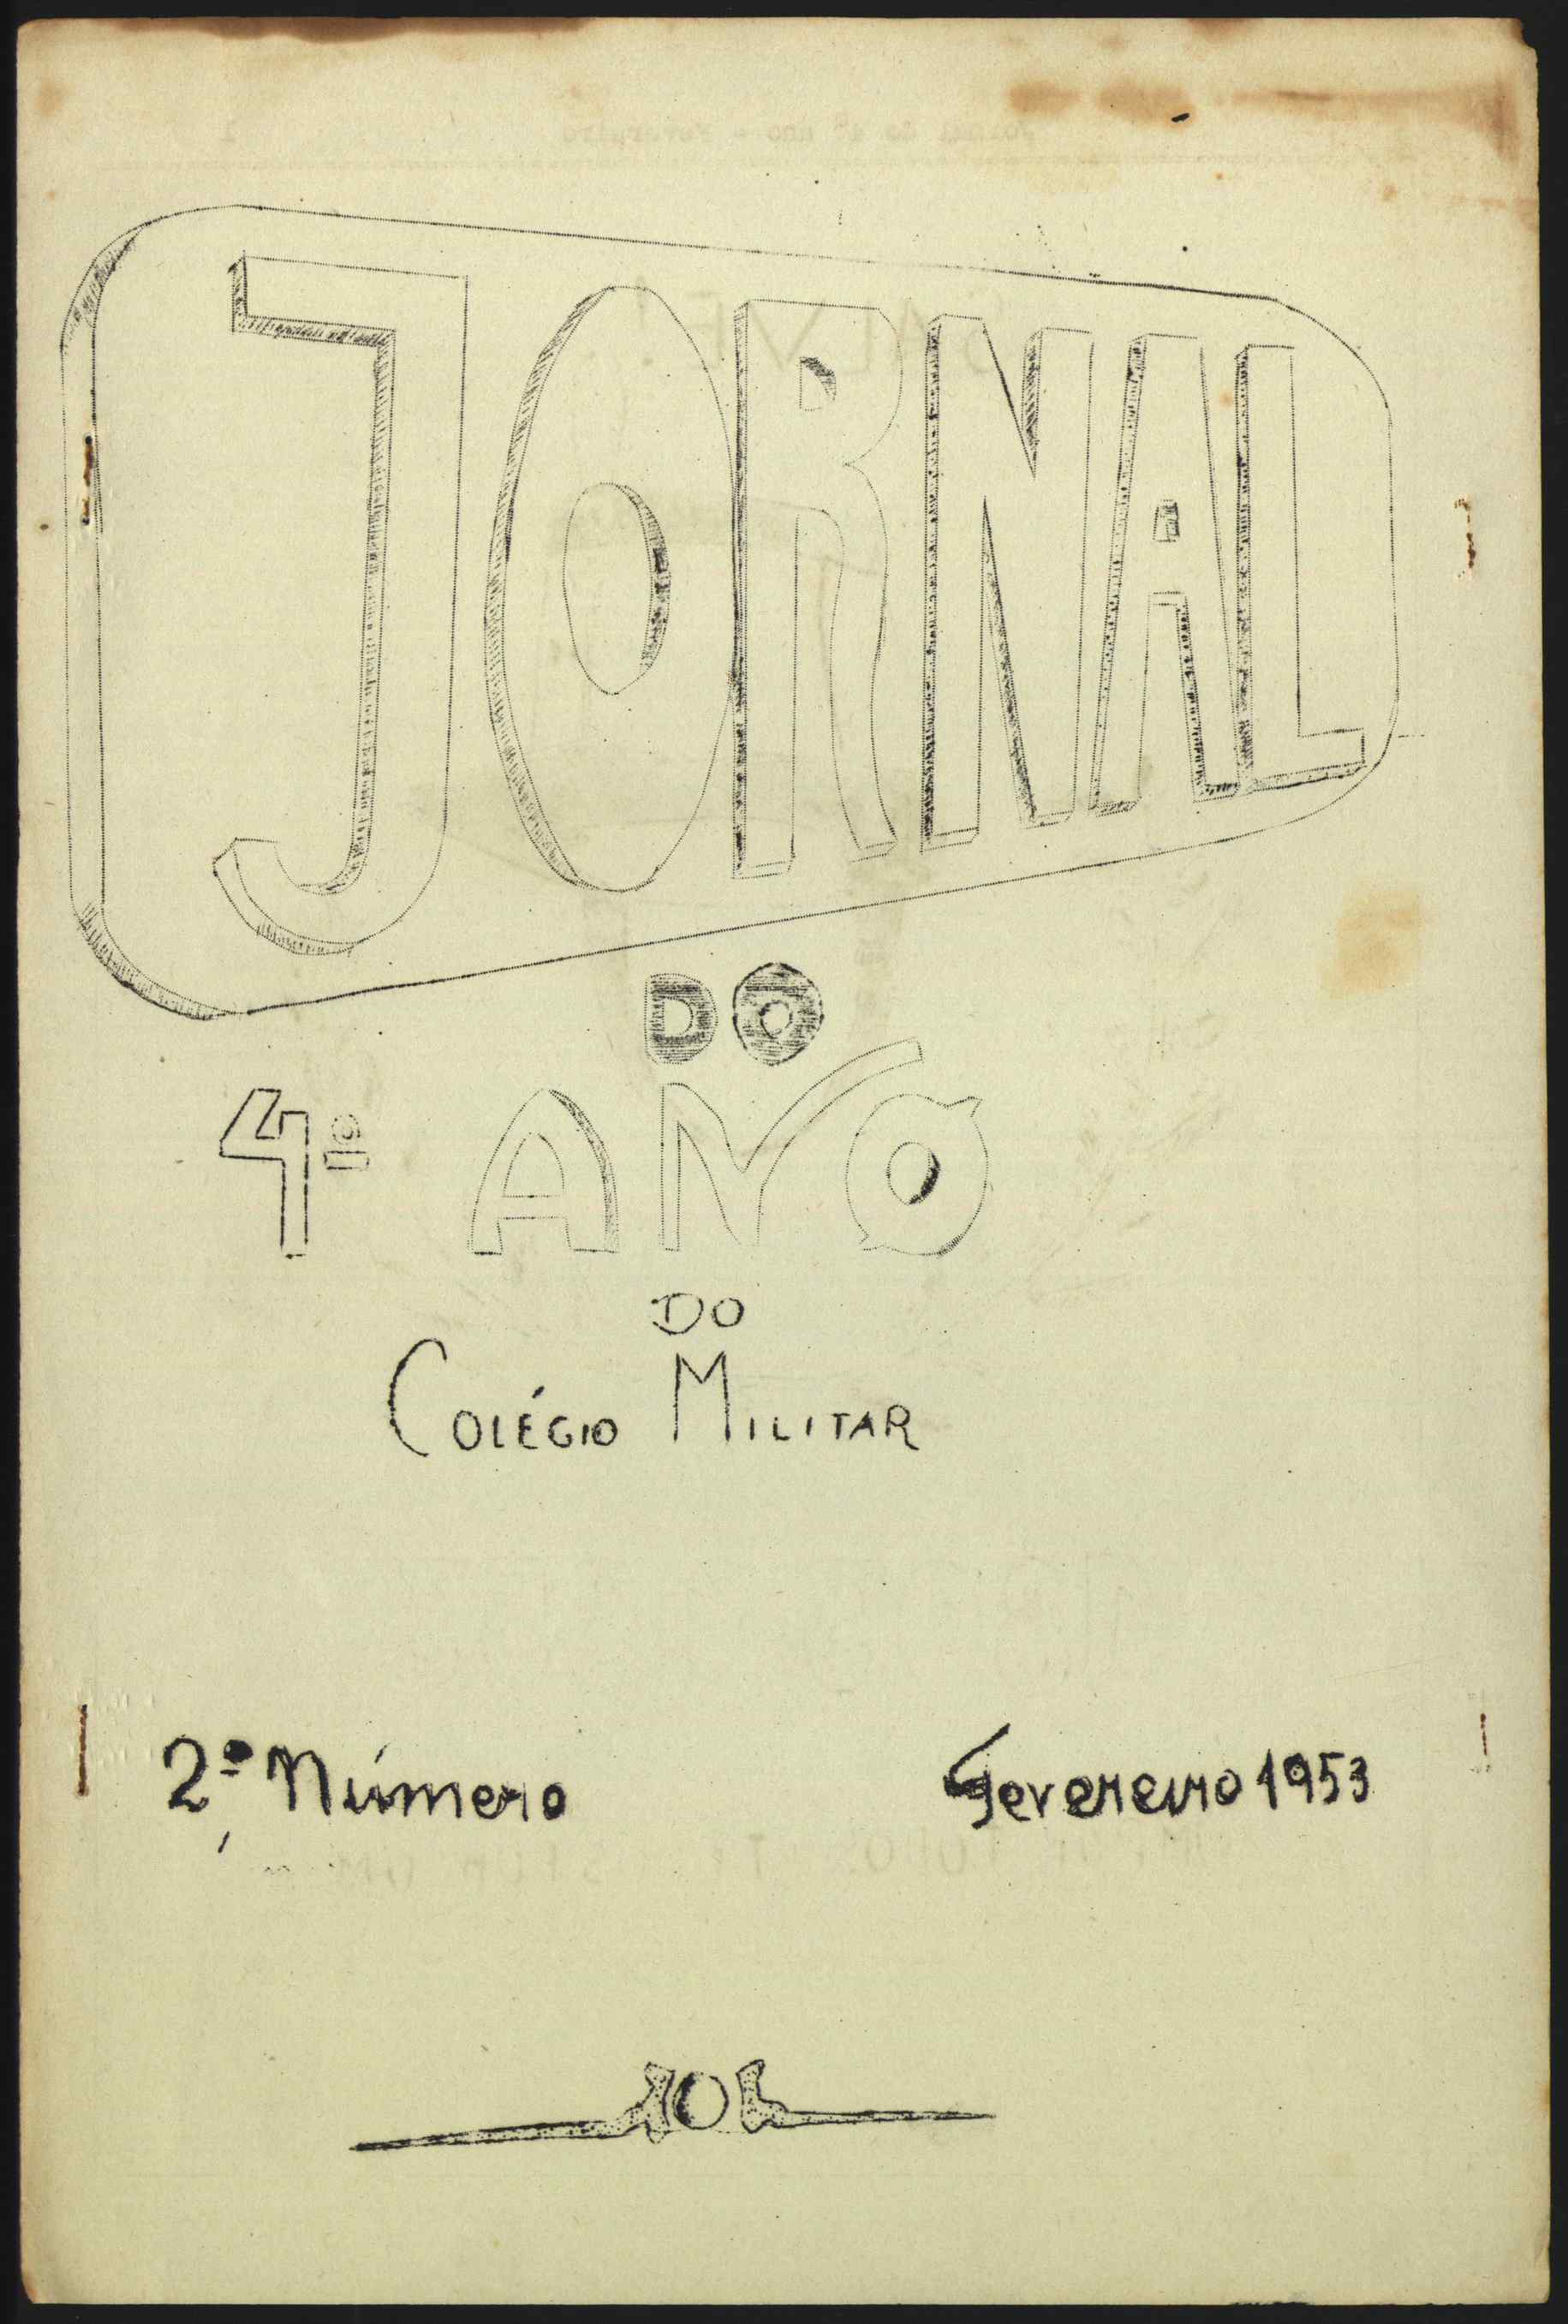 JORNAL
DO
4º ANO
DO
COLÉGIO MILITAR
2º Número Fevereiro 1953